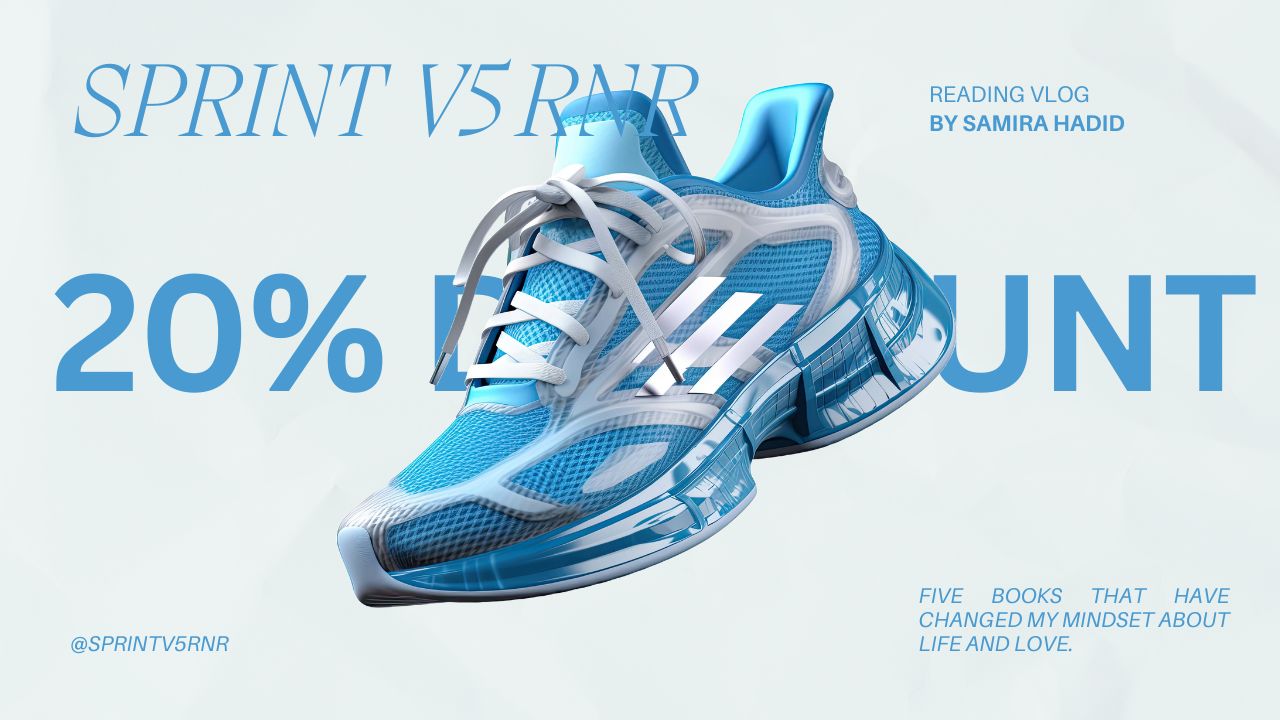 SPRINT V5 RNR
READING VLOG
BY SAMIRA HADID
20% D UNT
@SPRINTV5RNR
FIVE BOOKS THAT HAVE
CHANGED MY MINDSET ABOUT
LIFE AND LOVE.